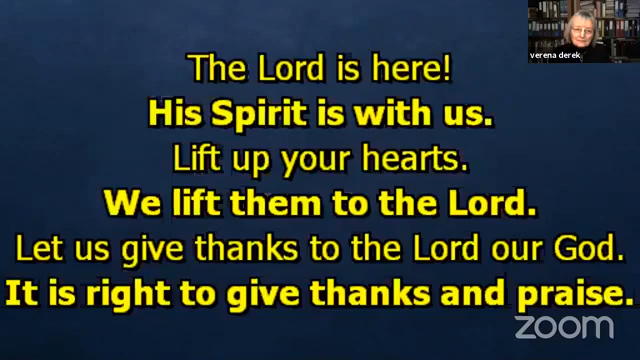 verena derek
The Lord is here!
His Spirit is with us.
Lift up your hearts.
We lift them to the Lord.
Let us give thanks to the Lord our God.
It is right to give thanks and praise.
zoom